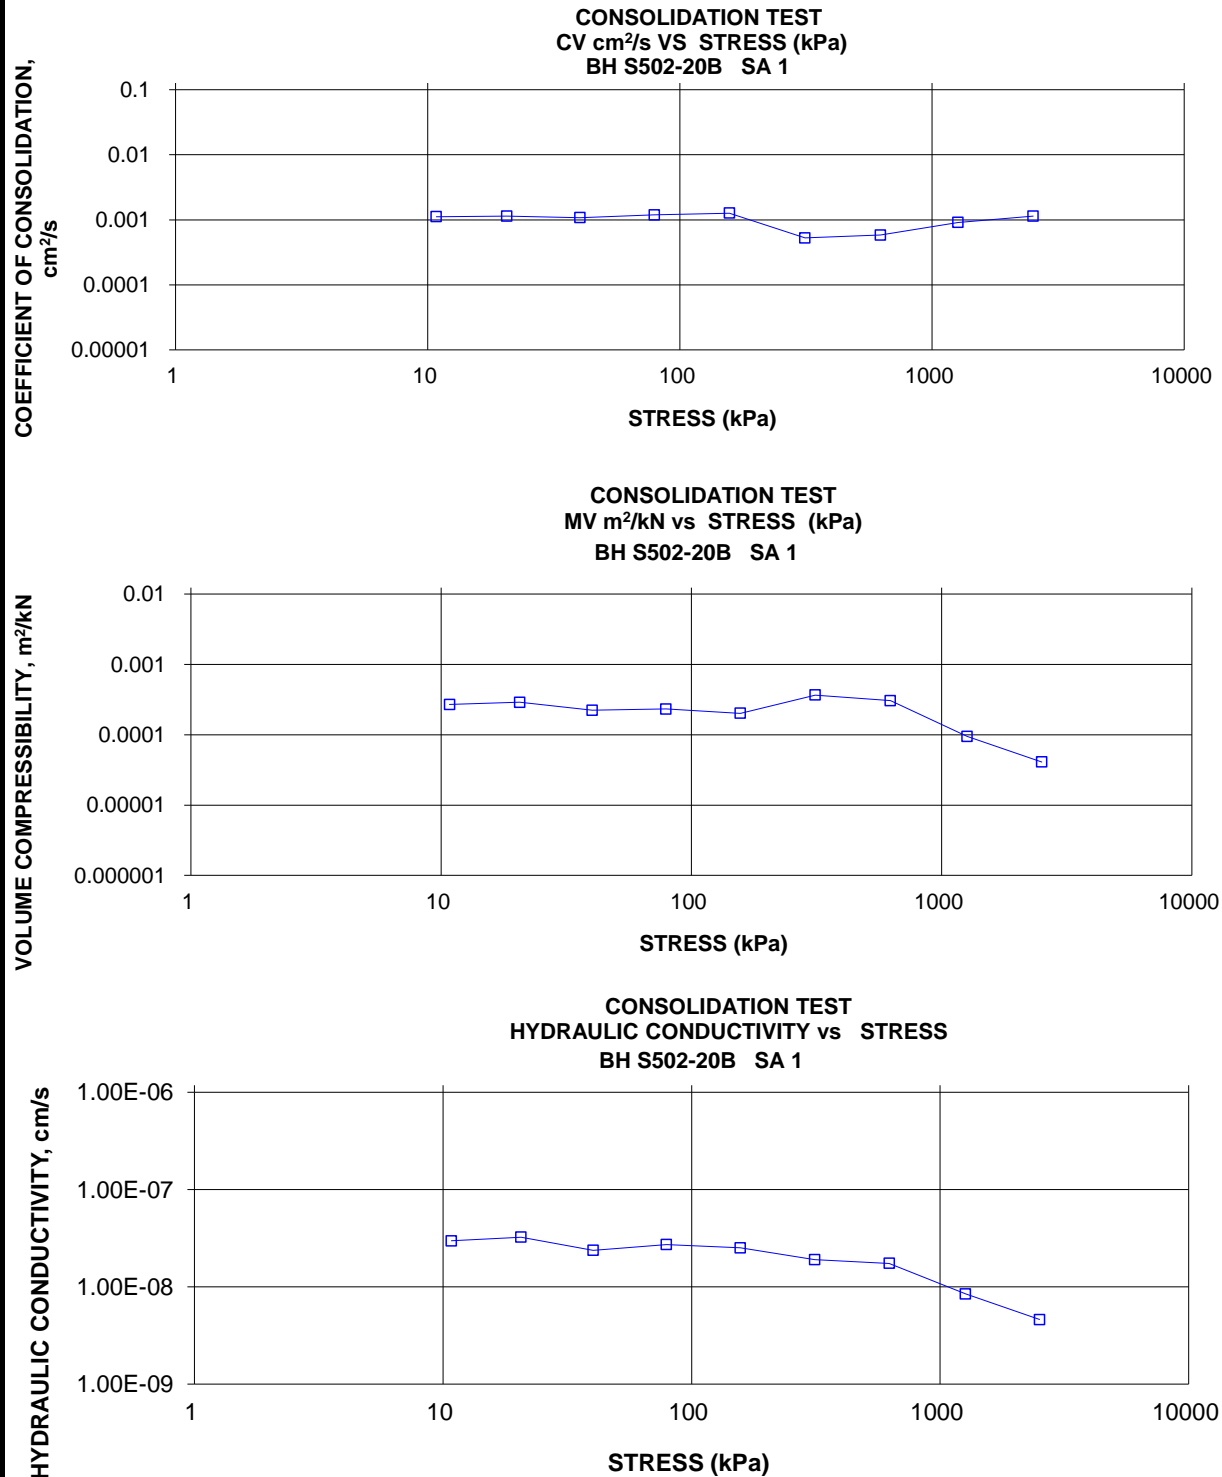 CONSOLIDATION TEST
CV cm²/s VS STRESS (kPa)
BH S502-20B SA 1
COEFFICIENT OF CONSOLIDATION,
cm²/s
0.1
0.01
0.001
0.0001
0.00001
1 10 100 1000 10000
STRESS (kPa)
CONSOLIDATION TEST
MV m²/kN vs STRESS (kPa)
BH S502-20B SA 1
VOLUME COMPRESSIBILITY, m²/kN
0.01
0.001
0.0001
0.00001
0.000001
1 10 100 1000 10000
STRESS (kPa)
CONSOLIDATION TEST
HYDRAULIC CONDUCTIVITY vs STRESS
BH S502-20B SA 1
HYDRAULIC CONDUCTIVITY, cm/s
1.00E-06
1.00E-07
1.00E-08
1.00E-09
1 10 100 1000 10000
STRESS (kPa)